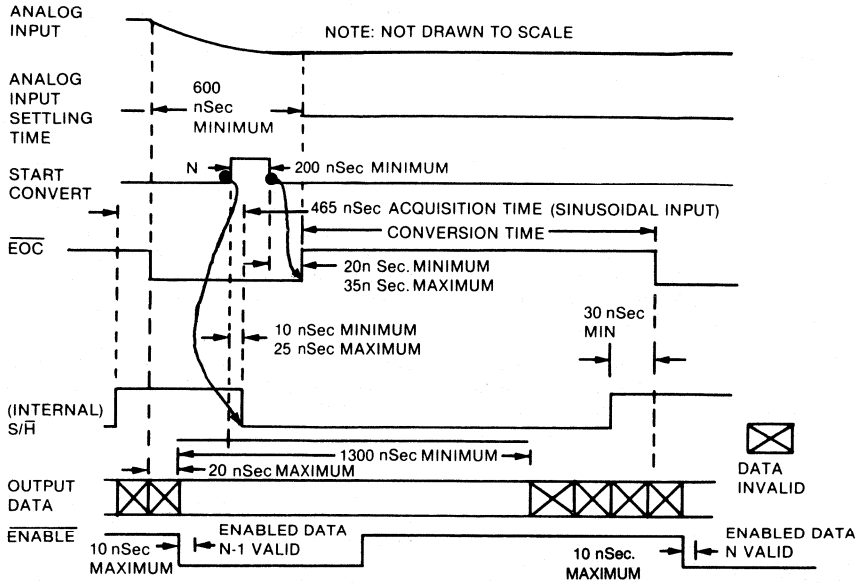 ANALOG
INPUT
NOTE: NOT DRAWN TO SCALE
ANALOG
INPUT
SETTLING
TIME
600
nSec
MINIMUM
N
200 nSec MINIMUM
START
CONVERT
465 nSec ACQUISITION TIME (SINUSOIDAL INPUT)
CONVERSION TIME
EOC
20n Sec. MINIMUM
35n Sec. MAXIMUM
30 nSec
MIN
10 nSec MINIMUM
25 nSec MAXIMUM
(INTERNAL)
S/H
1300 nSec MINIMUM
20 nSec MAXIMUM
DATA
INVALID
OUTPUT
DATA
ENABLE
ENABLED DATA
N-1 VALID
10 nSec
MAXIMUM
ENABLED DATA
N VALID
10 nSec.
MAXIMUM